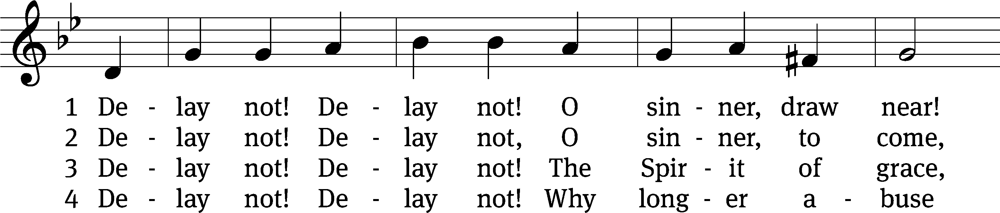 1 De - lay not! De - lay not! O sin - ner, draw near!
2 De - lay not! De - lay not, O sin - ner, to come,
3 De - lay not! De - lay not! The Spir - it of grace,
4 De - lay not! De - lay not! Why long - er a - buse